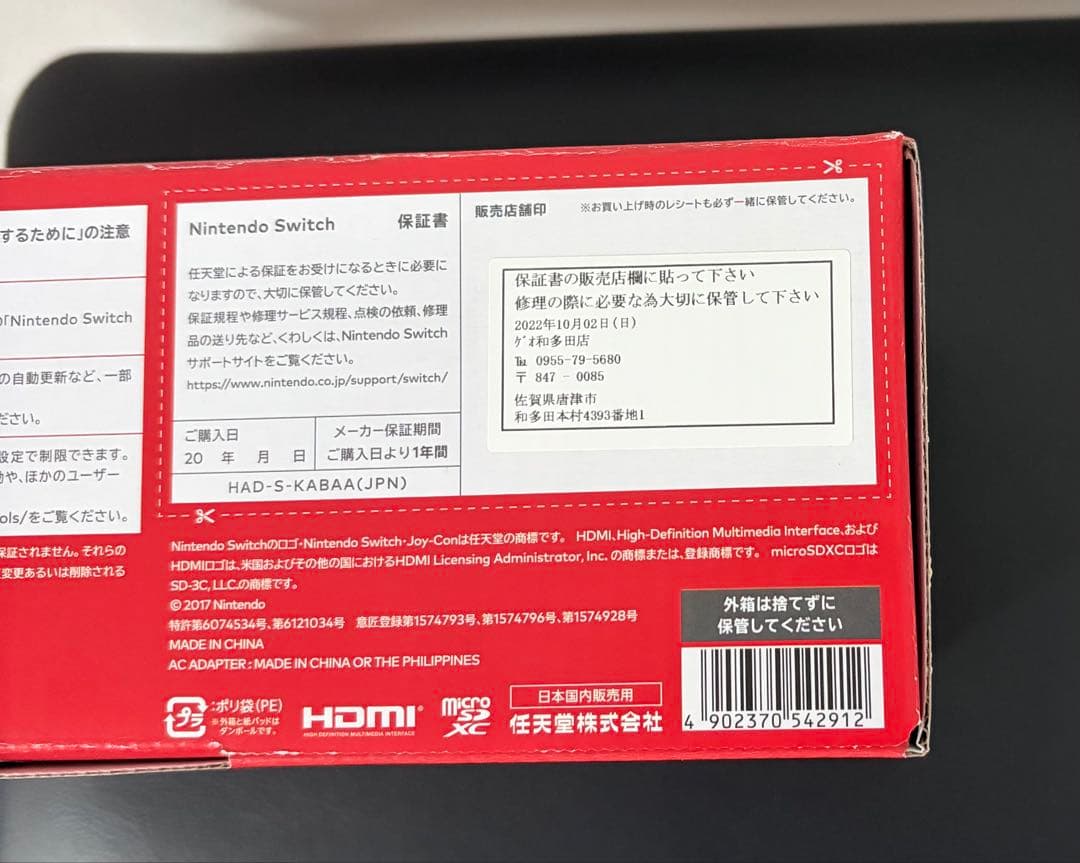 するために」の注意
「Nintendo Switch
の自動更新など、一部
ださい。
設定で制限できます。
や、ほかのユーザー
ols/をご覧ください。
保証されません。それらの
変更あるいは削除される
Nintendo Switch 保証書
任天堂による保証をお受けになるときに必要に
なりますので、大切に保管してください。
保証規程や修理サービス規程、点検の依頼、修理
品の送り先など、くわしくは、Nintendo Switch
サポートサイトをご覧ください。
https://www.nintendo.co.jp/support/switch/
ご購入日
20 年 月 日
メーカー保証期間
ご購入日より1年間
HAD-S-KABAA(JPN)
販売店舗印 ※お買い上げ時のレシートも必ず一緒に保管してください。
保証書の販売店欄に貼って下さい
修理の際に必要な為大切に保管して下さい
2022年10月02日(日)
ゲオ和多田店
℡ 0955-79-5680
〒 847 - 0085
佐賀県唐津市
和多田本村4393番地1
Nintendo Switchのロゴ・Nintendo Switch・Joy-Conは任天堂の商標です。 HDMI、High-Definition Multimedia Interface、および
HDMIロゴは、米国およびその他の国におけるHDMI Licensing Administrator, Inc. の商標または、登録商標です。 microSDXCロゴは
SD-3C, LLC.の商標です。
© 2017 Nintendo
特許第6074534号、第6121034号 意匠登録第1574793号、第1574796号、第1574928号
MADE IN CHINA
AC ADAPTER : MADE IN CHINA OR THE PHILIPPINES
外箱は捨てずに
保管してください
プラ
:ポリ袋(PE)
※外箱と紙パッドは
ダンボールです。
HDMI
HIGH DEFINITION MULTIMEDIA INTERFACE
micro
SD
XC
日本国内販売用
任天堂株式会社
4 902370 542912